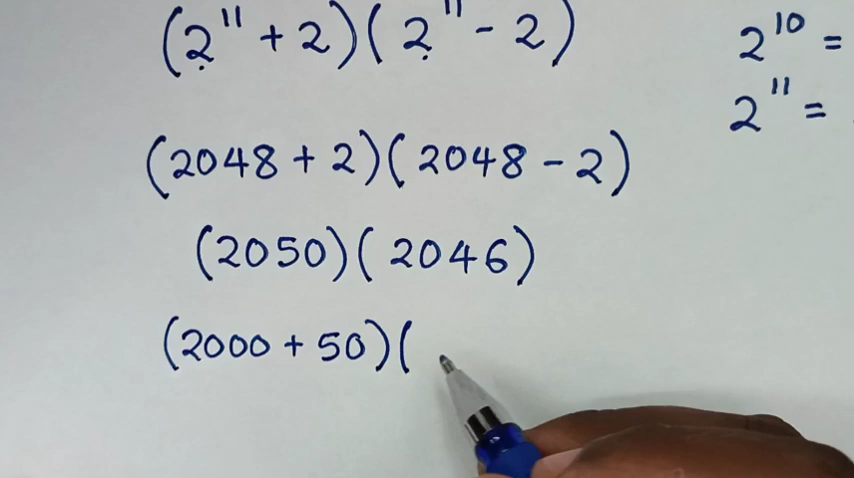 (2¹¹ + 2)(2¹¹ - 2)
2¹⁰ =
2¹¹ =
(2048 + 2)(2048 - 2)
(2050)(2046)
(2000 + 50)(